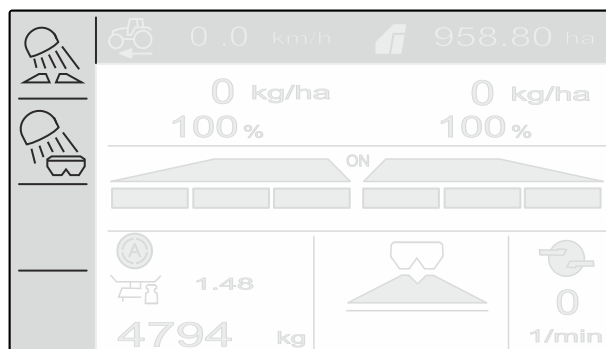 0.0 km/h 958.80 ha
0 kg/ha 0 kg/ha
100 % 100 %
ON
A
1.48
0
4794 kg 1/min